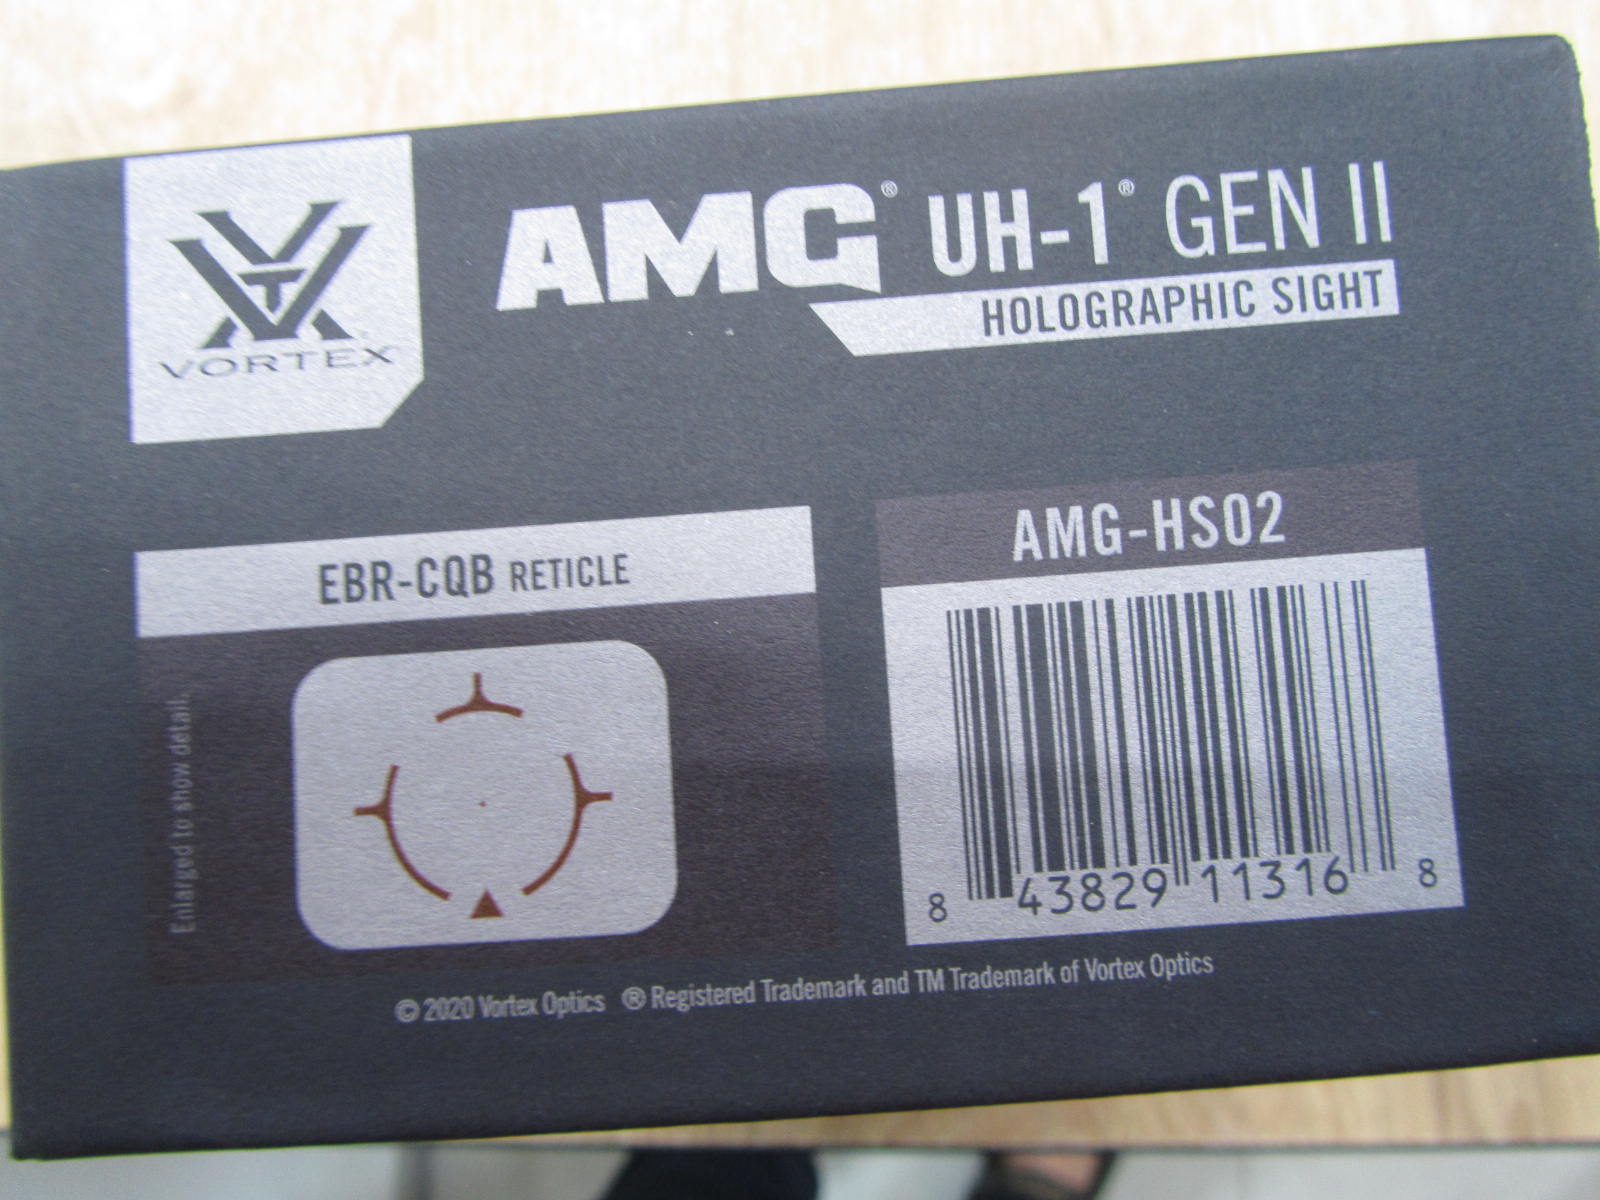 VORTEX
AMG® UH-1® GEN II
HOLOGRAPHIC SIGHT
EBR-CQB RETICLE
Enlarged to show detail.
AMG-HS02
8 43829 11316 8
© 2020 Vortex Optics ® Registered Trademark and TM Trademark of Vortex Optics